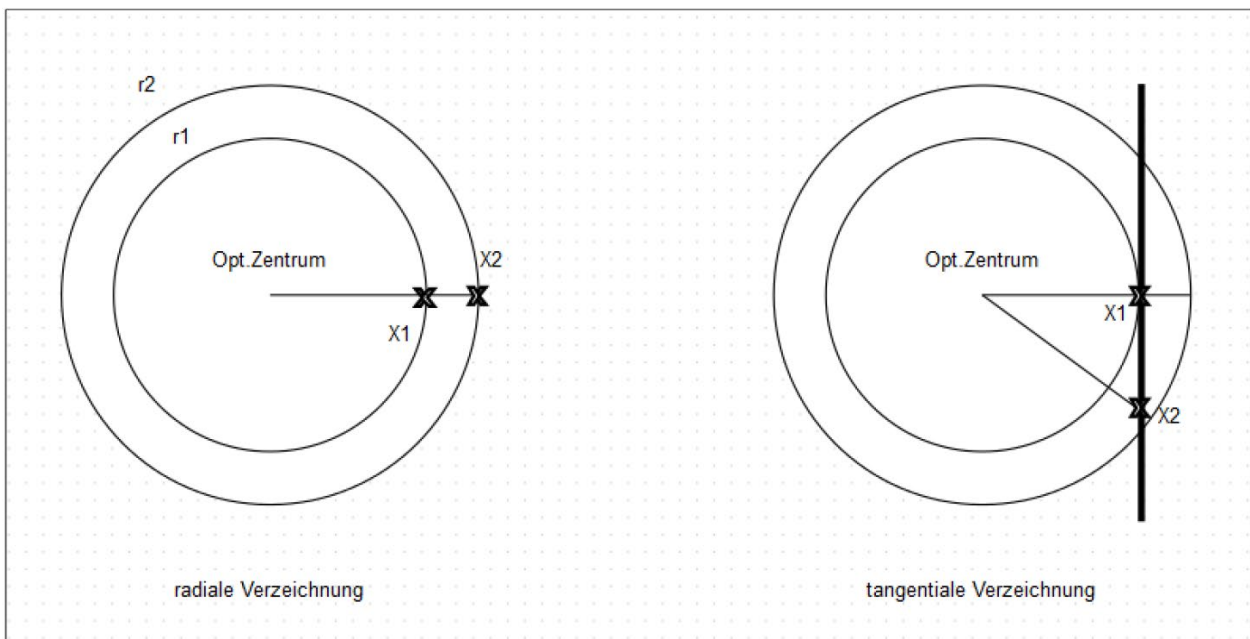 r2
r1
Opt.Zentrum
X2
X1
radiale Verzeichnung
Opt.Zentrum
X1
X2
tangentiale Verzeichnung